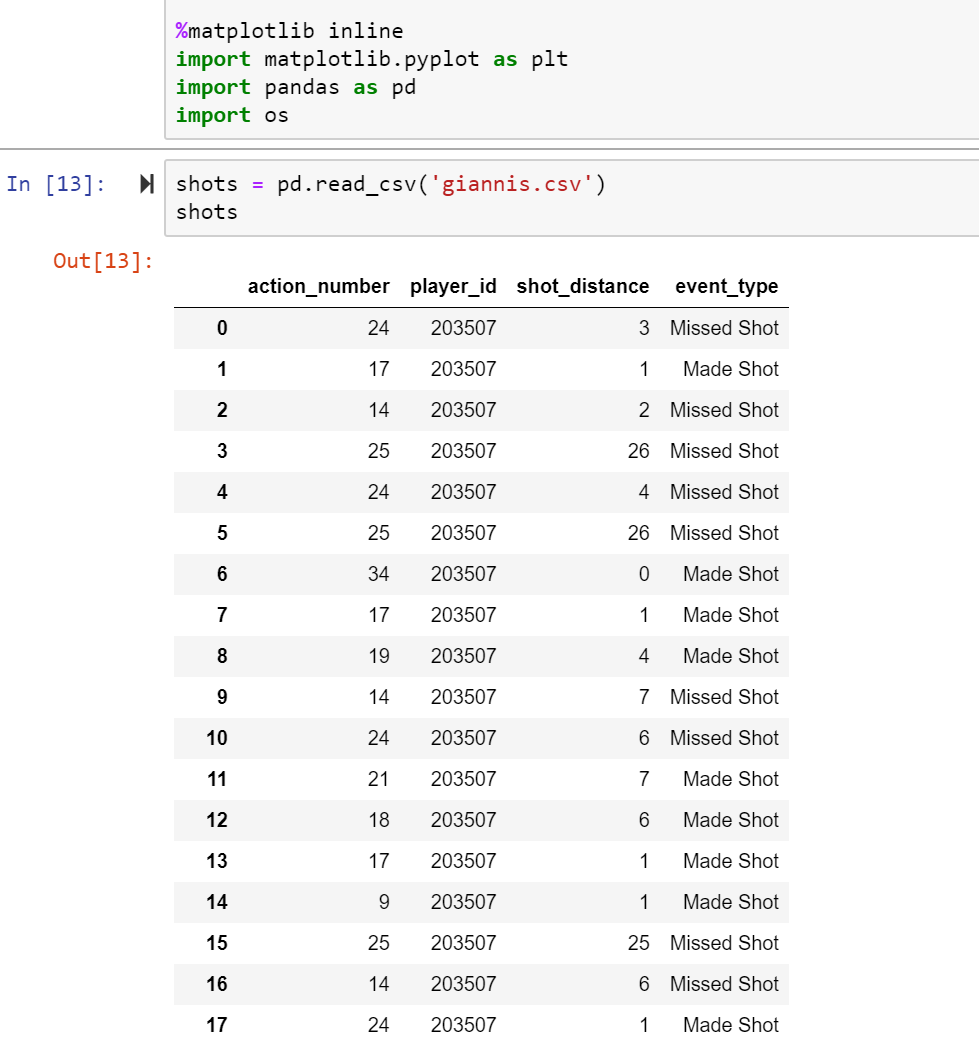 %matplotlib inline
import matplotlib.pyplot as plt
import pandas as pd
import os
In [13]:
shots = pd.read_csv('giannis.csv')
shots
Out[13]:
action_number player_id shot_distance event_type
0 24 203507 3 Missed Shot
1 17 203507 1 Made Shot
2 14 203507 2 Missed Shot
3 25 203507 26 Missed Shot
4 24 203507 4 Missed Shot
5 25 203507 26 Missed Shot
6 34 203507 0 Made Shot
7 17 203507 1 Made Shot
8 19 203507 4 Made Shot
9 14 203507 7 Missed Shot
10 24 203507 6 Missed Shot
11 21 203507 7 Made Shot
12 18 203507 6 Made Shot
13 17 203507 1 Made Shot
14 9 203507 1 Made Shot
15 25 203507 25 Missed Shot
16 14 203507 6 Missed Shot
17 24 203507 1 Made Shot